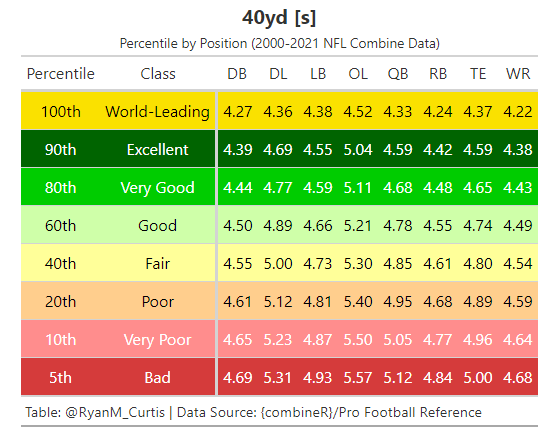 40yd [s]
Percentile by Position (2000-2021 NFL Combine Data)
Percentile Class DB DL LB OL QB RB TE WR
100th World-Leading 4.27 4.36 4.38 4.52 4.33 4.24 4.37 4.22
90th Excellent 4.39 4.69 4.55 5.04 4.59 4.42 4.59 4.38
80th Very Good 4.44 4.77 4.59 5.11 4.68 4.48 4.65 4.43
60th Good 4.50 4.89 4.66 5.21 4.78 4.55 4.74 4.49
40th Fair 4.55 5.00 4.73 5.30 4.85 4.61 4.80 4.54
20th Poor 4.61 5.12 4.81 5.40 4.95 4.68 4.89 4.59
10th Very Poor 4.65 5.23 4.87 5.50 5.05 4.77 4.96 4.64
5th Bad 4.69 5.31 4.93 5.57 5.12 4.84 5.00 4.68
Table: @RyanM_Curtis | Data Source: {combineR}/Pro Football Reference